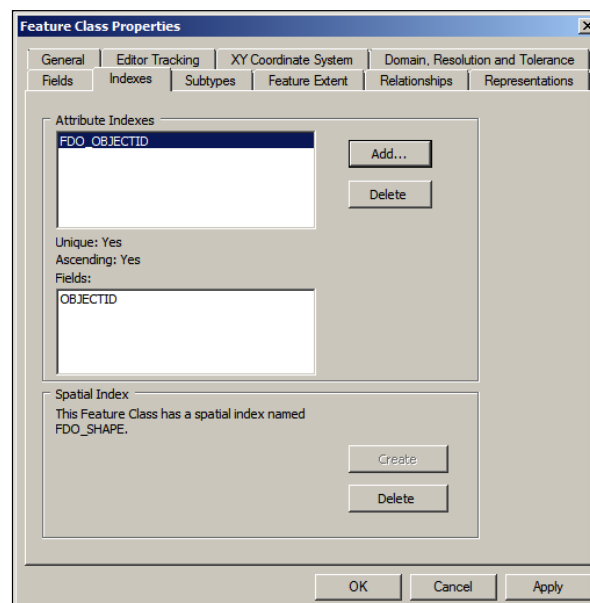 Feature Class Properties
General Editor Tracking XY Coordinate System Domain, Resolution and Tolerance
Fields Indexes Subtypes Feature Extent Relationships Representations
Attribute Indexes
FDO_OBJECTID
Add...
Delete
Unique: Yes
Ascending: Yes
Fields:
OBJECTID
Spatial Index
This Feature Class has a spatial index named
FDO_SHAPE.
Create
Delete
OK Cancel Apply